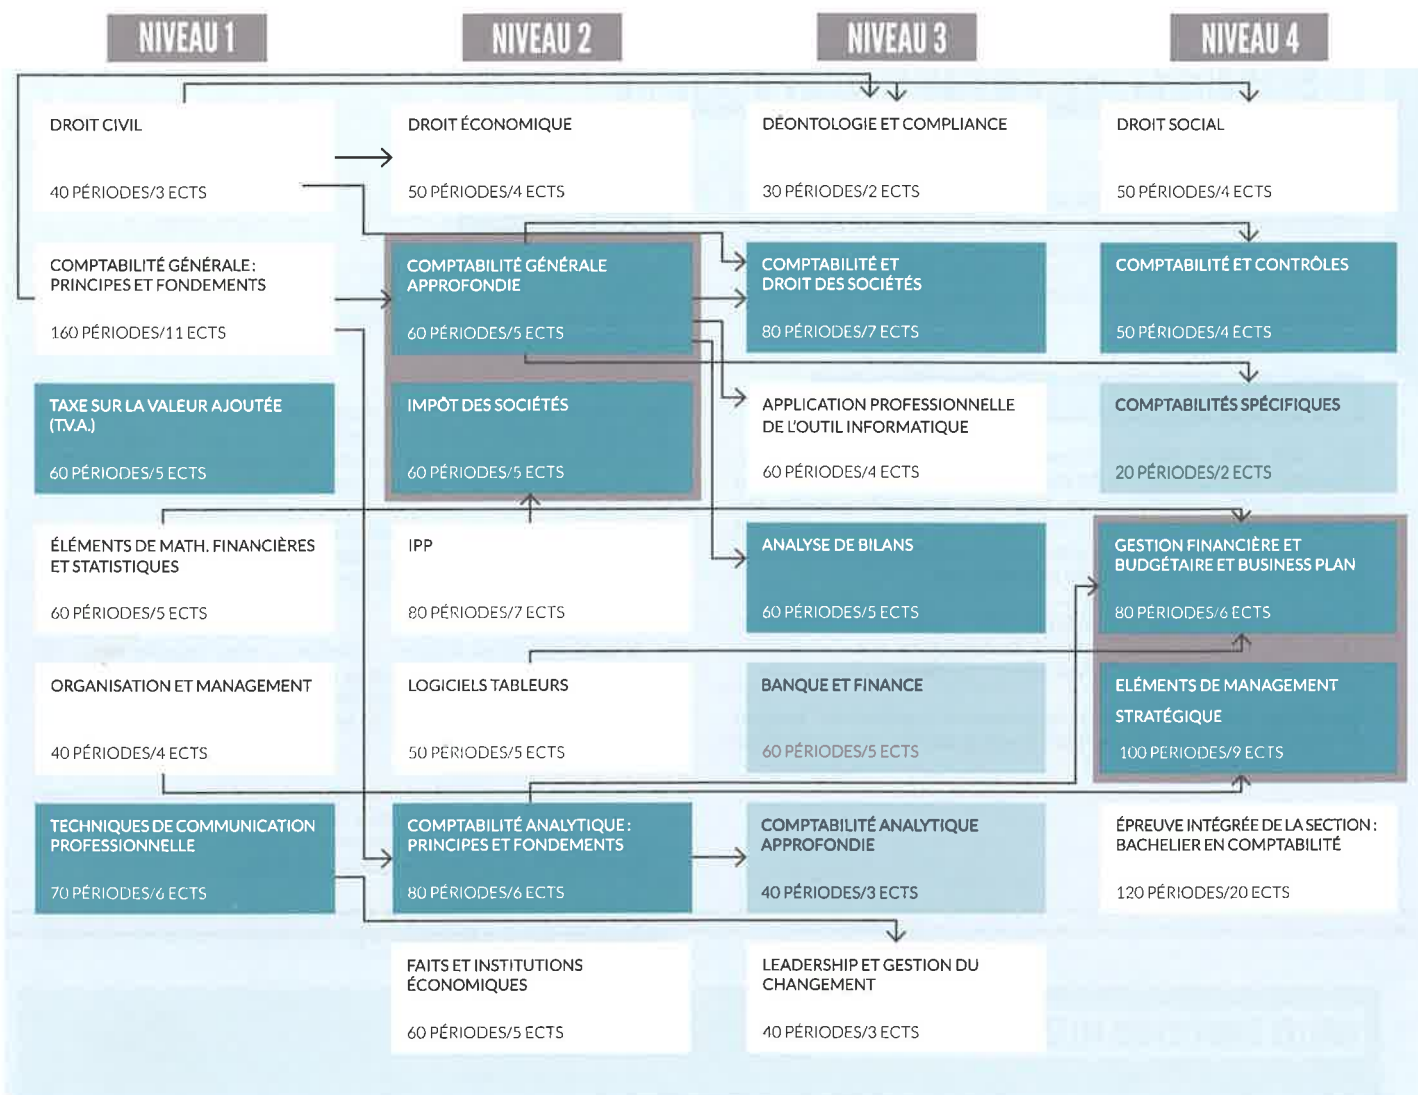 NIVEAU 1
NIVEAU 2
NIVEAU 3
NIVEAU 4
DROIT CIVIL
40 PÉRIODES/3 ECTS
DROIT ÉCONOMIQUE
50 PÉRIODES/4 ECTS
DÉONTOLOGIE ET COMPLIANCE
30 PÉRIODES/2 ECTS
DROIT SOCIAL
50 PÉRIODES/4 ECTS
COMPTABILITÉ GÉNÉRALE :
PRINCIPES ET FONDEMENTS
160 PÉRIODES/11 ECTS
COMPTABILITÉ GÉNÉRALE
APPROFONDIE
60 PÉRIODES/5 ECTS
COMPTABILITÉ ET
DROIT DES SOCIÉTÉS
80 PÉRIODES/7 ECTS
COMPTABILITÉ ET CONTRÔLES
50 PÉRIODES/4 ECTS
TAXE SUR LA VALEUR AJOUTÉE
(T.V.A.)
60 PÉRIODES/5 ECTS
IMPÔT DES SOCIÉTÉS
60 PÉRIODES/5 ECTS
APPLICATION PROFESSIONNELLE
DE L'OUTIL INFORMATIQUE
60 PÉRIODES/4 ECTS
COMPTABILITÉS SPÉCIFIQUES
20 PÉRIODES/2 ECTS
ÉLÉMENTS DE MATH. FINANCIÈRES
ET STATISTIQUES
60 PÉRIODES/5 ECTS
IPP
80 PÉRIODES/7 ECTS
ANALYSE DE BILANS
60 PÉRIODES/5 ECTS
GESTION FINANCIÈRE ET
BUDGÉTAIRE ET BUSINESS PLAN
80 PÉRIODES/6 ECTS
ORGANISATION ET MANAGEMENT
40 PÉRIODES/4 ECTS
LOGICIELS TABLEURS
50 PÉRIODES/5 ECTS
BANQUE ET FINANCE
60 PÉRIODES/5 ECTS
ELÉMENTS DE MANAGEMENT
STRATÉGIQUE
100 PERIODES/9 ECTS
TECHNIQUES DE COMMUNICATION
PROFESSIONNELLE
70 PÉRIODES/6 ECTS
COMPTABILITÉ ANALYTIQUE :
PRINCIPES ET FONDEMENTS
80 PÉRIODES/6 ECTS
COMPTABILITÉ ANALYTIQUE
APPROFONDIE
40 PÉRIODES/3 ECTS
ÉPREUVE INTÉGRÉE DE LA SECTION :
BACHELIER EN COMPTABILITÉ
120 PÉRIODES/20 ECTS
FAITS ET INSTITUTIONS
ÉCONOMIQUES
60 PÉRIODES/5 ECTS
LEADERSHIP ET GESTION DU
CHANGEMENT
40 PÉRIODES/3 ECTS